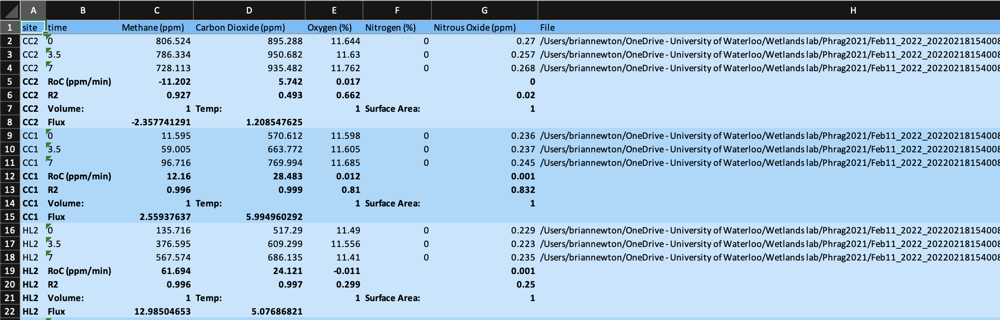 A B C D E F G H
1 site time Methane (ppm) Carbon Dioxide (ppm) Oxygen (%) Nitrogen (%) Nitrous Oxide (ppm) File
2 CC2 0 806.524 895.288 11.644 0 0.27 /Users/briannewton/OneDrive - University of Waterloo/Wetlands lab/Phrag2021/Feb11_2022_20220218154008
3 CC2 3.5 786.334 950.682 11.63 0 0.257 /Users/briannewton/OneDrive - University of Waterloo/Wetlands lab/Phrag2021/Feb11_2022_20220218154008
4 CC2 7 728.113 935.482 11.762 0 0.268 /Users/briannewton/OneDrive - University of Waterloo/Wetlands lab/Phrag2021/Feb11_2022_20220218154008
5 CC2 RoC (ppm/min) -11.202 5.742 0.017 0
6 CC2 R2 0.927 0.493 0.662 0.02
7 CC2 Volume: 1 Temp: 1 Surface Area: 1
8 CC2 Flux -2.357741291 1.208547625
9 CC1 0 11.595 570.612 11.598 0 0.236 /Users/briannewton/OneDrive - University of Waterloo/Wetlands lab/Phrag2021/Feb11_2022_20220218154008
10 CC1 3.5 59.005 663.772 11.605 0 0.237 /Users/briannewton/OneDrive - University of Waterloo/Wetlands lab/Phrag2021/Feb11_2022_20220218154008
11 CC1 7 96.716 769.994 11.685 0 0.245 /Users/briannewton/OneDrive - University of Waterloo/Wetlands lab/Phrag2021/Feb11_2022_20220218154008
12 CC1 RoC (ppm/min) 12.16 28.483 0.012 0.001
13 CC1 R2 0.996 0.999 0.81 0.832
14 CC1 Volume: 1 Temp: 1 Surface Area: 1
15 CC1 Flux 2.55937637 5.994960292
16 HL2 0 135.716 517.29 11.49 0 0.229 /Users/briannewton/OneDrive - University of Waterloo/Wetlands lab/Phrag2021/Feb11_2022_20220218154008
17 HL2 3.5 376.595 609.299 11.556 0 0.223 /Users/briannewton/OneDrive - University of Waterloo/Wetlands lab/Phrag2021/Feb11_2022_20220218154008
18 HL2 7 567.574 686.135 11.41 0 0.235 /Users/briannewton/OneDrive - University of Waterloo/Wetlands lab/Phrag2021/Feb11_2022_20220218154008
19 HL2 RoC (ppm/min) 61.694 24.121 -0.011 0.001
20 HL2 R2 0.996 0.997 0.299 0.25
21 HL2 Volume: 1 Temp: 1 Surface Area: 1
22 HL2 Flux 12.98504653 5.07686821